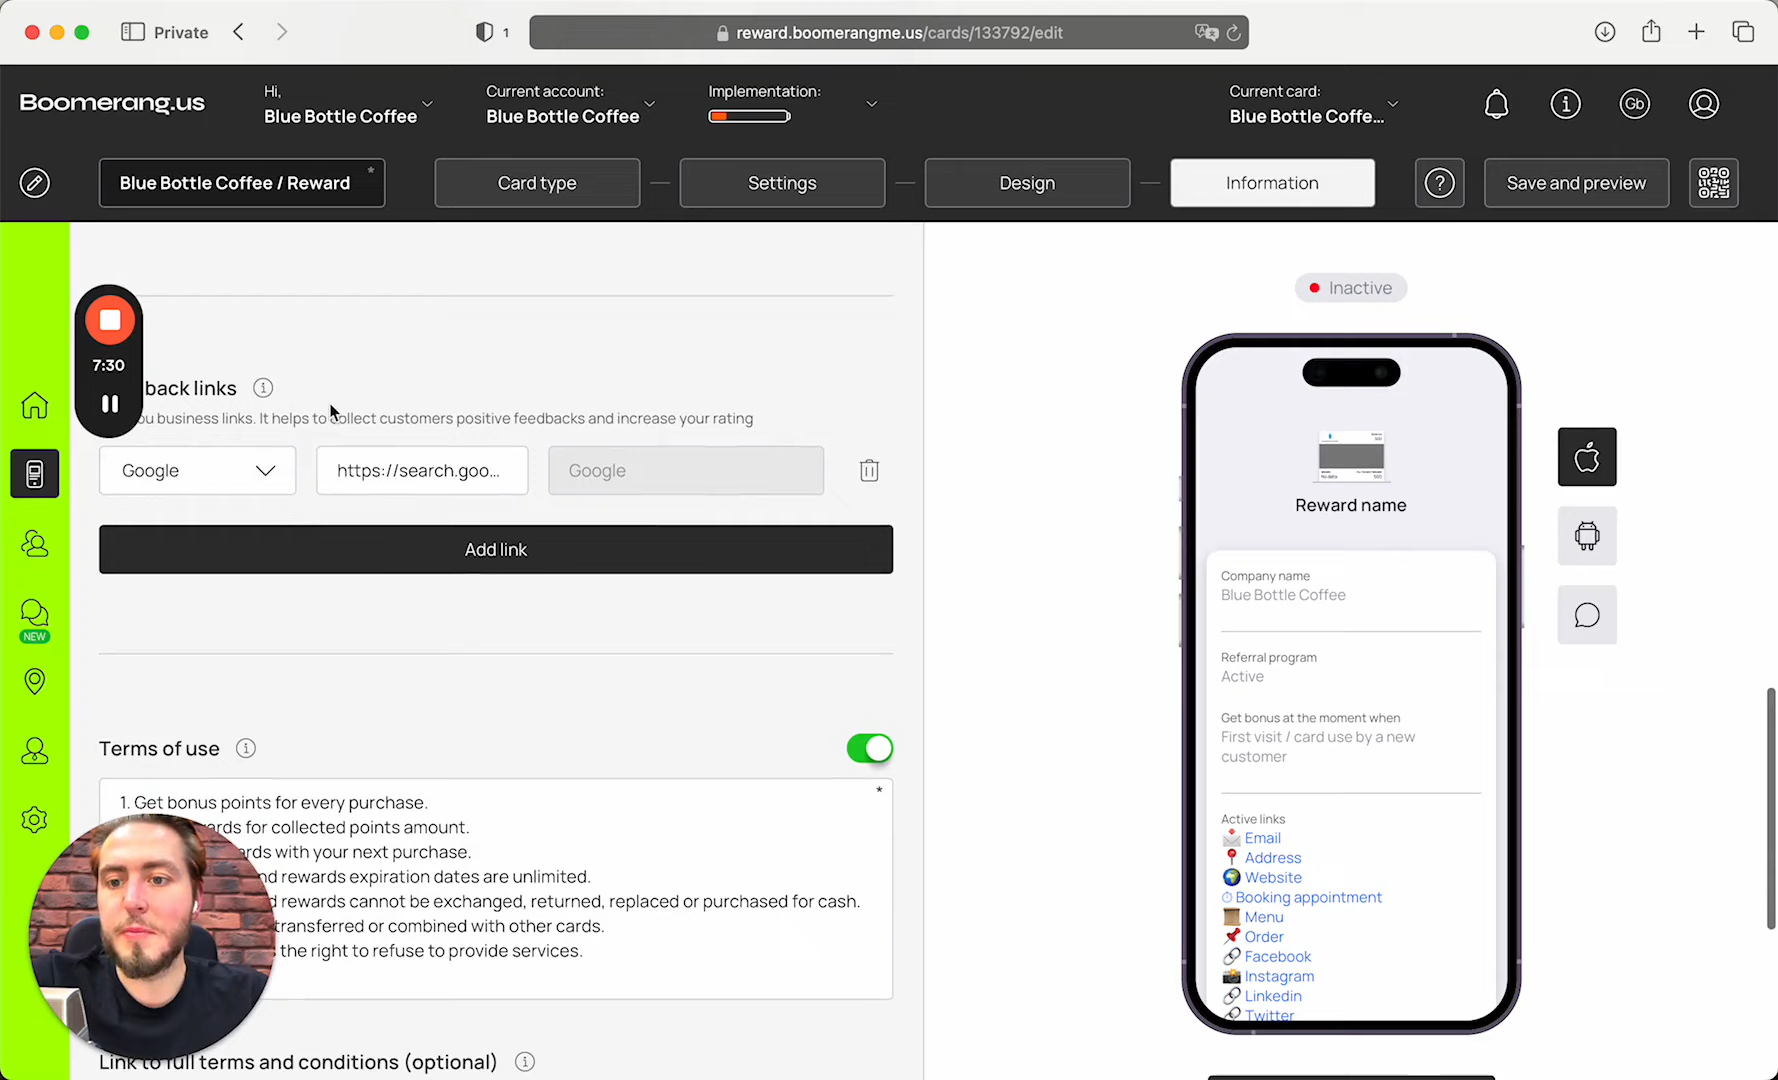 Private
1
reward.boomerangme.us/cards/133792/edit
Boomerang.us
Hi,
Blue Bottle Coffee
Current account:
Blue Bottle Coffee
Implementation:
Current card:
Blue Bottle Coffe...
Gb
Blue Bottle Coffee / Reward *
Card type
Settings
Design
Information
?
Save and preview
7:30
back links
you business links. It helps to collect customers positive feedbacks and increase your rating
Google
https://search.goo...
Google
Add link
NEW
Terms of use
*
1. Get bonus points for every purchase.
ards for collected points amount.
ards with your next purchase.
nd rewards expiration dates are unlimited.
d rewards cannot be exchanged, returned, replaced or purchased for cash.
transferred or combined with other cards.
the right to refuse to provide services.
Link to full terms and conditions (optional)
Inactive
Reward name
Company name
Blue Bottle Coffee
Referral program
Active
Get bonus at the moment when
First visit / card use by a new
customer
Active links
Email
Address
Website
Booking appointment
Menu
Order
Facebook
Instagram
Linkedin
Twitter